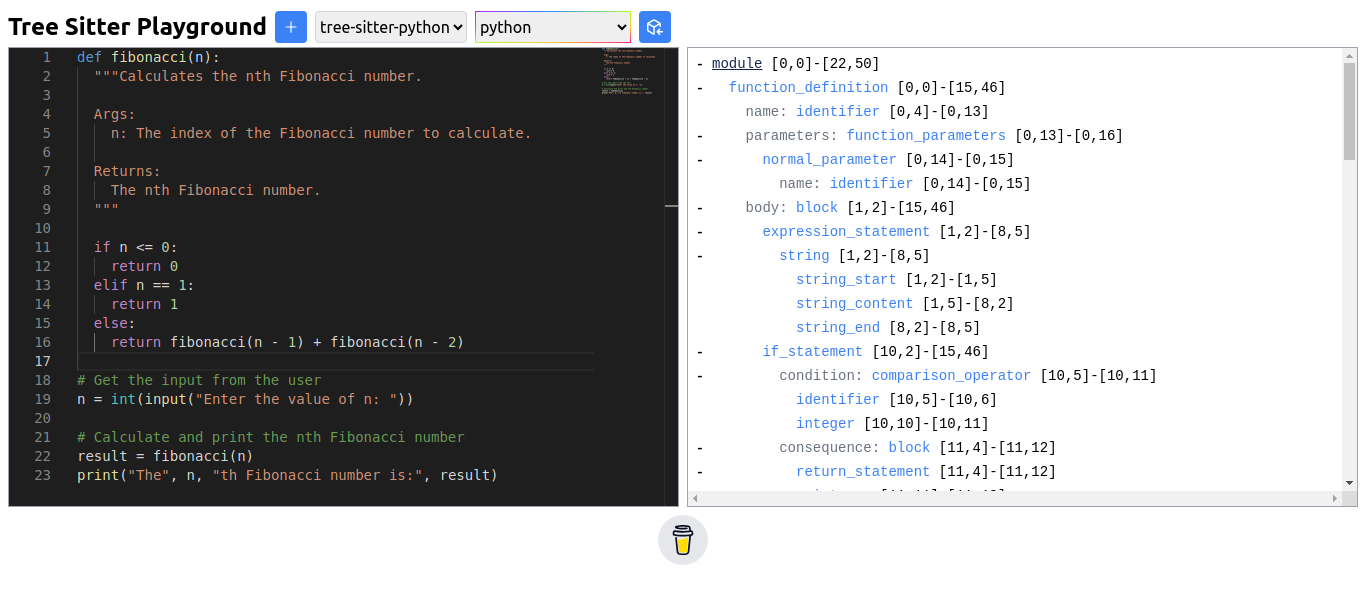 Tree Sitter Playground + tree-sitter-python python
1 def fibonacci(n):
2 """Calculates the nth Fibonacci number.
3
4 Args:
5 n: The index of the Fibonacci number to calculate.
6
7 Returns:
8 The nth Fibonacci number.
9 """
10
11 if n <= 0:
12 return 0
13 elif n == 1:
14 return 1
15 else:
16 return fibonacci(n - 1) + fibonacci(n - 2)
17
18 # Get the input from the user
19 n = int(input("Enter the value of n: "))
20
21 # Calculate and print the nth Fibonacci number
22 result = fibonacci(n)
23 print("The", n, "th Fibonacci number is:", result)
- module [0,0]-[22,50]
- function_definition [0,0]-[15,46]
name: identifier [0,4]-[0,13]
- parameters: function_parameters [0,13]-[0,16]
- normal_parameter [0,14]-[0,15]
name: identifier [0,14]-[0,15]
- body: block [1,2]-[15,46]
- expression_statement [1,2]-[8,5]
- string [1,2]-[8,5]
string_start [1,2]-[1,5]
string_content [1,5]-[8,2]
string_end [8,2]-[8,5]
- if_statement [10,2]-[15,46]
- condition: comparison_operator [10,5]-[10,11]
identifier [10,5]-[10,6]
integer [10,10]-[10,11]
- consequence: block [11,4]-[11,12]
- return_statement [11,4]-[11,12]